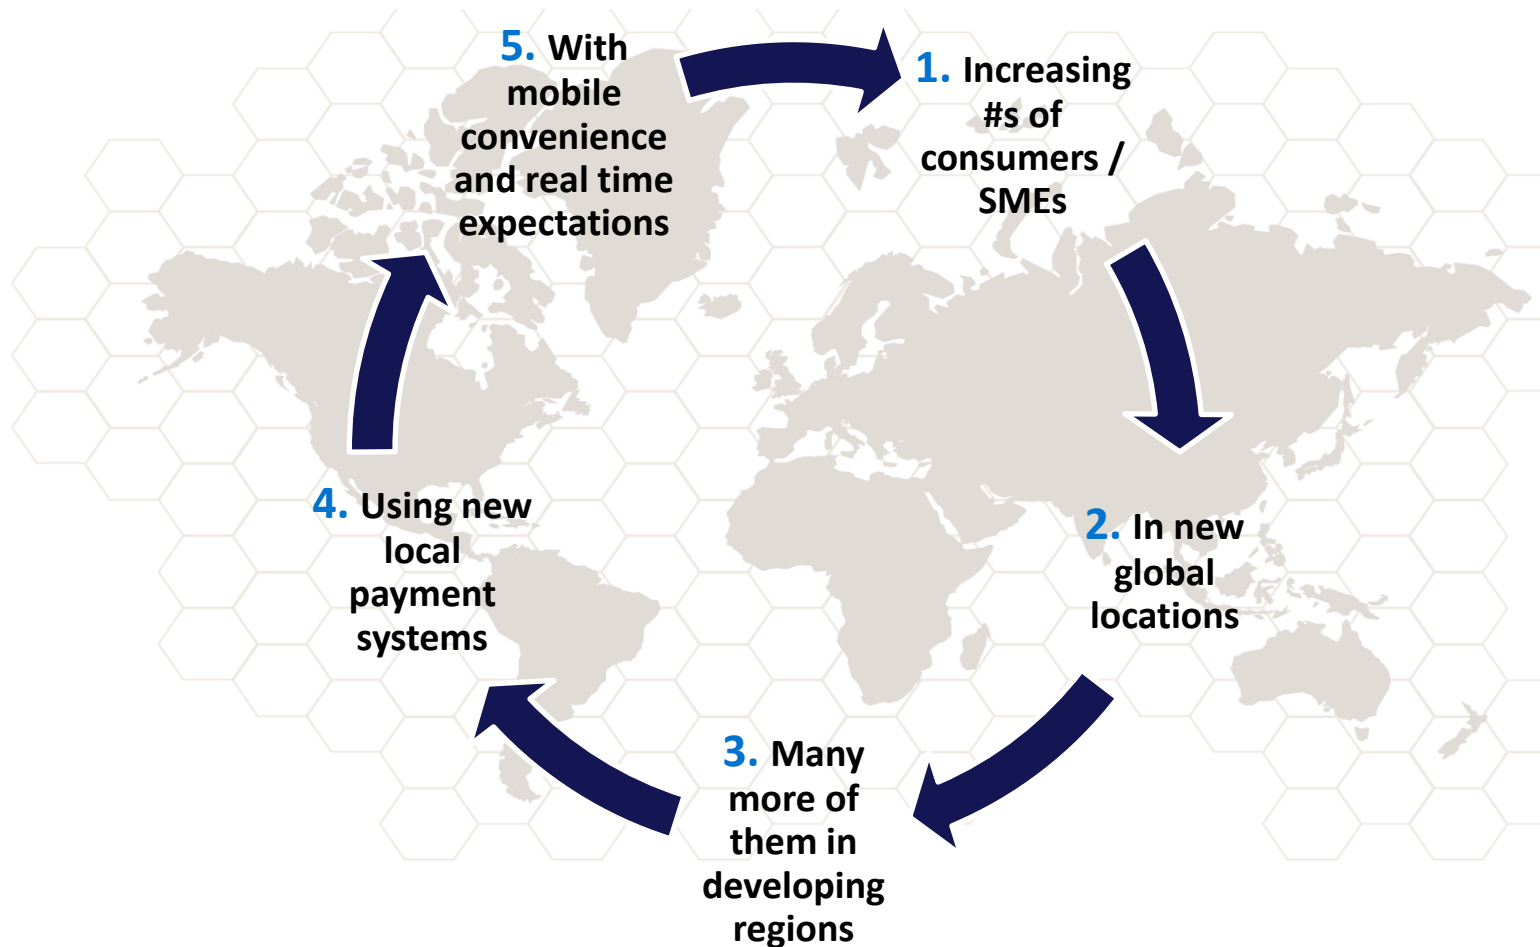 1. Increasing
#s of
consumers /
SMEs
2. In new
global
locations
3. Many
more of
them in
developing
regions
4. Using new
local
payment
systems
5. With
mobile
convenience
and real time
expectations